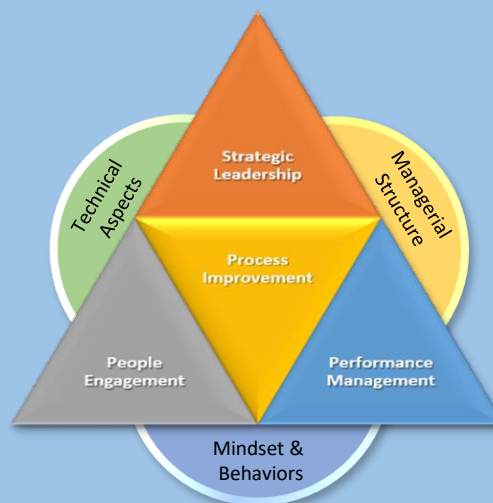 Strategic
Leadership
Technical
Aspects
Managerial
Structure
Process
Improvement
People
Engagement
Performance
Management
Mindset &
Behaviors